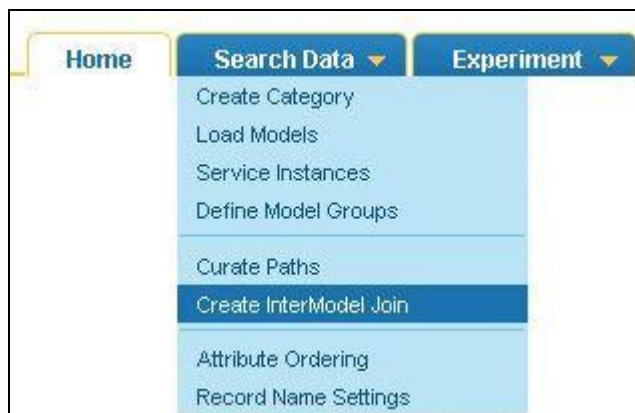 Home Search Data Experiment
Create Category
Load Models
Service Instances
Define Model Groups
Curate Paths
Create InterModel Join
Attribute Ordering
Record Name Settings